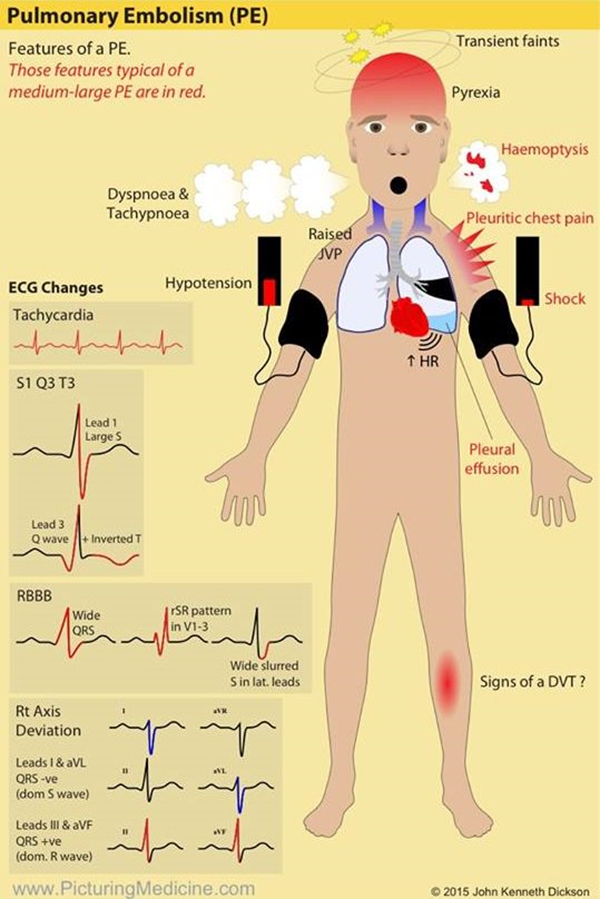 Pulmonary Embolism (PE)
Features of a PE.
Those features typical of a
medium-large PE are in red.
Transient faints
Pyrexia
Haemoptysis
Dyspnoea &
Tachypnoea
Pleuritic chest pain
Raised
JVP
Hypotension
Shock
↑ HR
Pleural
effusion
Signs of a DVT ?
ECG Changes
Tachycardia
S1 Q3 T3
Lead 1
Large S
Lead 3
Q wave
+ Inverted T
RBBB
Wide
QRS
rSR pattern
in V1-3
Wide slurred
S in lat. leads
Rt Axis
Deviation
I
aVR
Leads I & aVL
QRS -ve
(dom S wave)
II
aVL
Leads III & aVF
QRS +ve
(dom. R wave)
II
aVF
www.PicturingMedicine.com
© 2015 John Kenneth Dickson